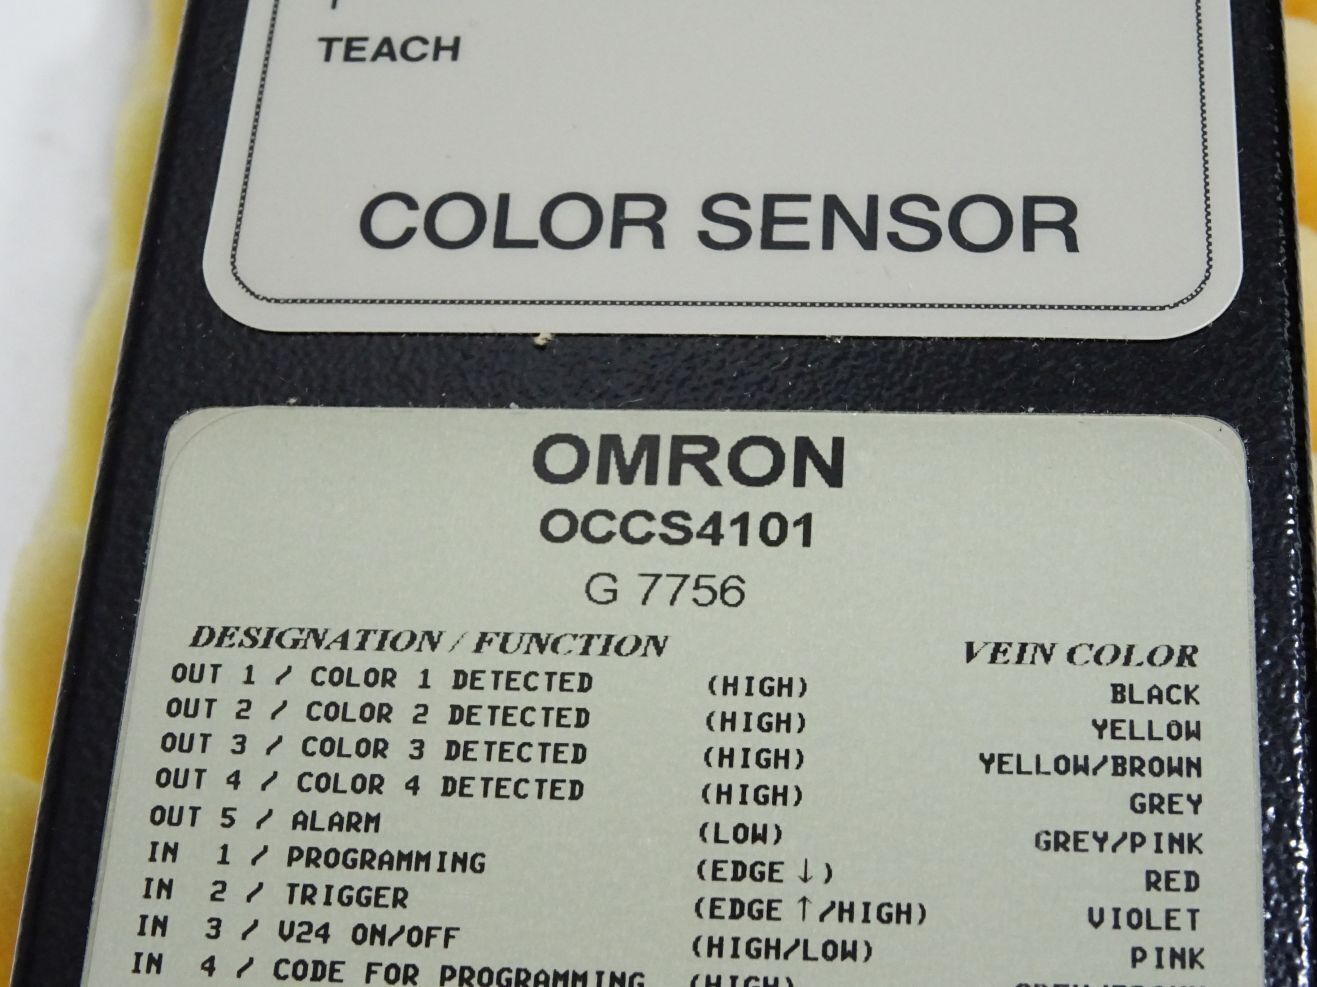 TEACH
COLOR SENSOR
OMRON
OCCS4101
G 7756
DESIGNATION / FUNCTION VEIN COLOR
OUT 1 / COLOR 1 DETECTED (HIGH) BLACK
OUT 2 / COLOR 2 DETECTED (HIGH) YELLOW
OUT 3 / COLOR 3 DETECTED (HIGH) YELLOW/BROWN
OUT 4 / COLOR 4 DETECTED (HIGH) GREY
OUT 5 / ALARM (LOW) GREY/PINK
IN 1 / PROGRAMMING (EDGE ↓) RED
IN 2 / TRIGGER (EDGE ↑/HIGH) VIOLET
IN 3 / V24 ON/OFF (HIGH/LOW) PINK
IN 4 / CODE FOR PROGRAMMING (HIGH)